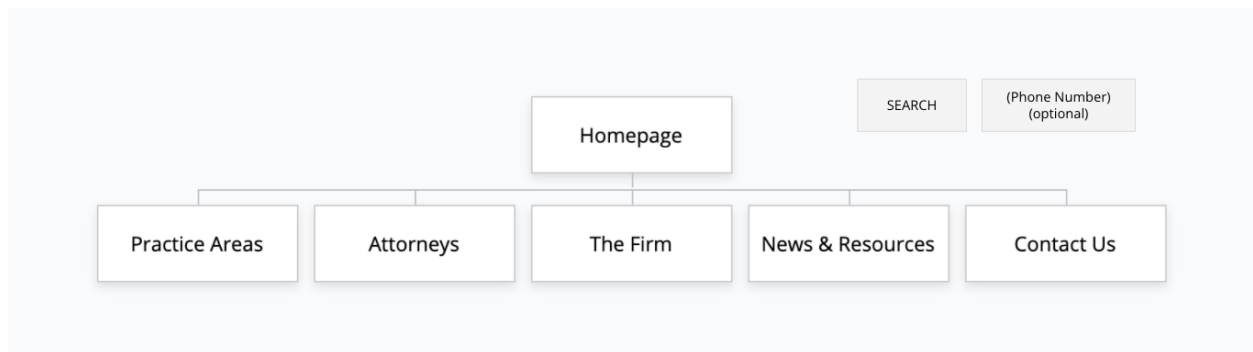 SEARCH
(Phone Number)
(optional)
Homepage
Practice Areas
Attorneys
The Firm
News & Resources
Contact Us